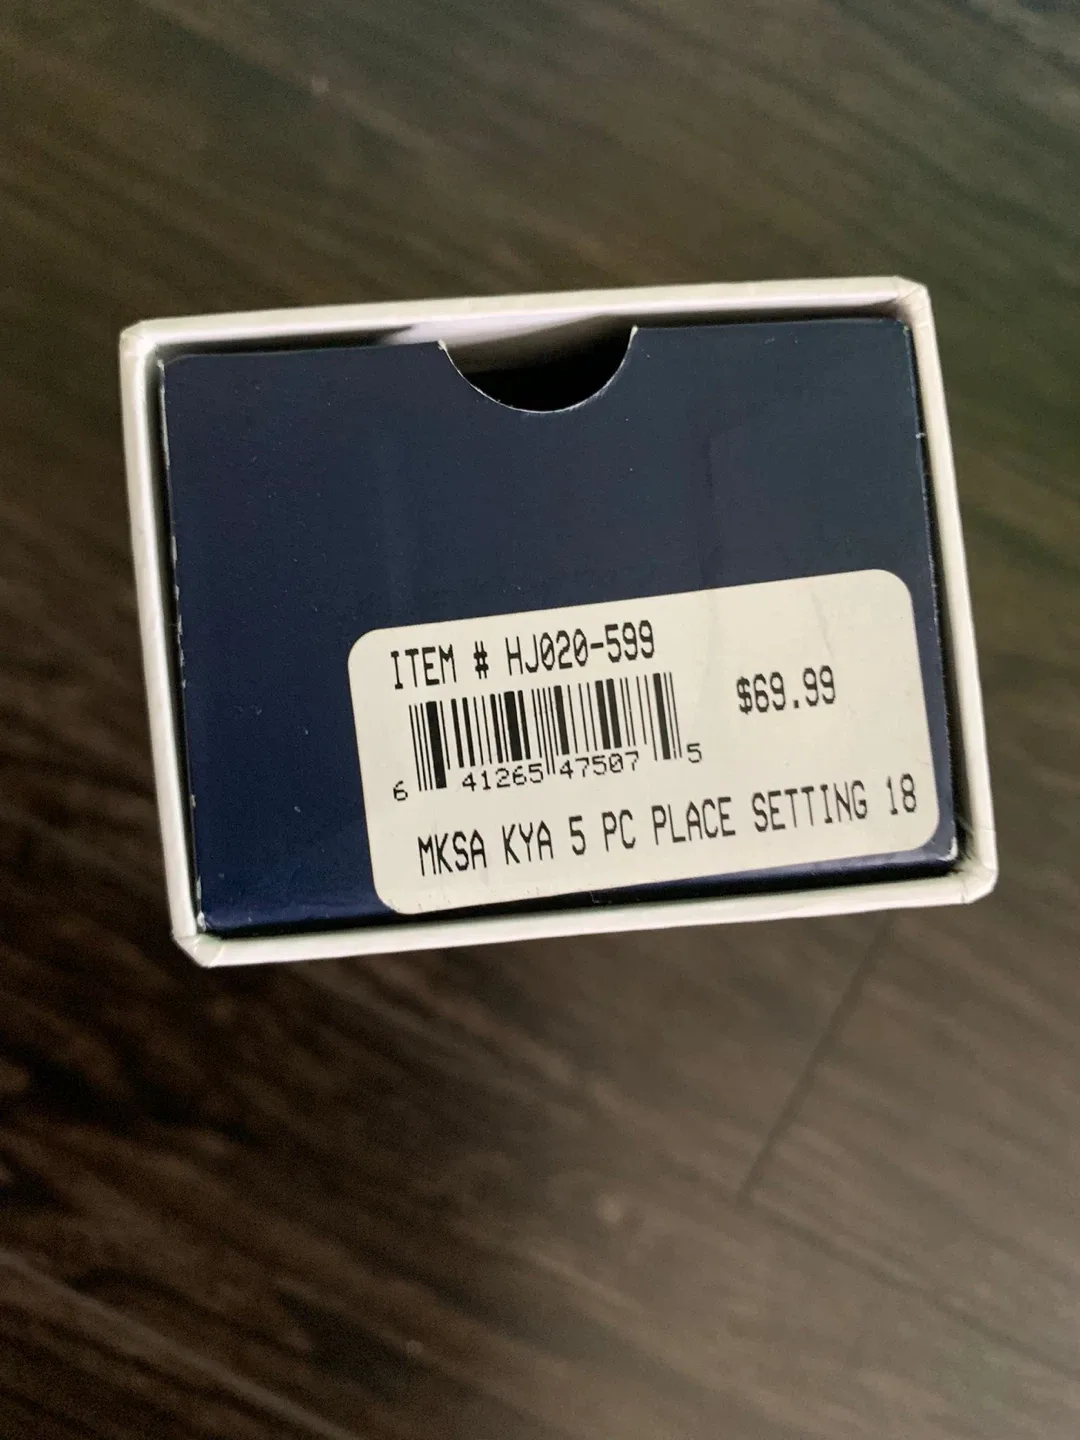 ITEM # HJ020-599
$69.99
6 41265 47507 5
MKSA KYA 5 PC PLACE SETTING 18